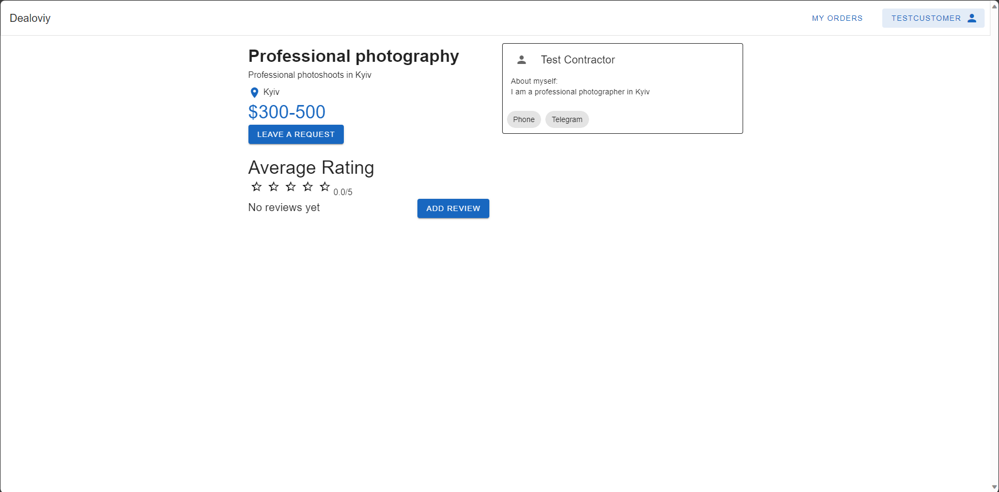 Dealoviy
MY ORDERS
TESTCUSTOMER
Professional photography
Professional photoshoots in Kyiv
Kyiv
$300-500
LEAVE A REQUEST
Average Rating
0.0/5
No reviews yet
ADD REVIEW
Test Contractor
About myself:
I am a professional photographer in Kyiv
Phone
Telegram